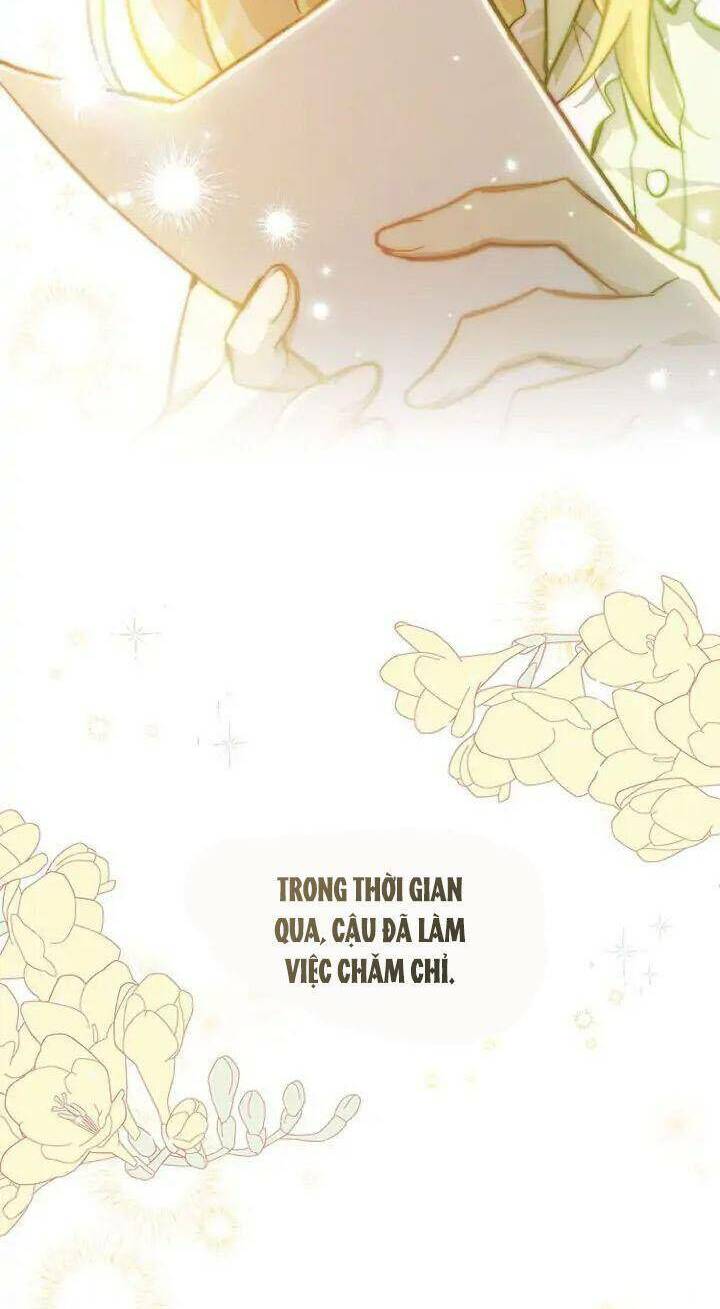 TRONG THỜI GIAN
QUA, CẬU ĐÃ LÀM
VIỆC CHĂM CHỈ.